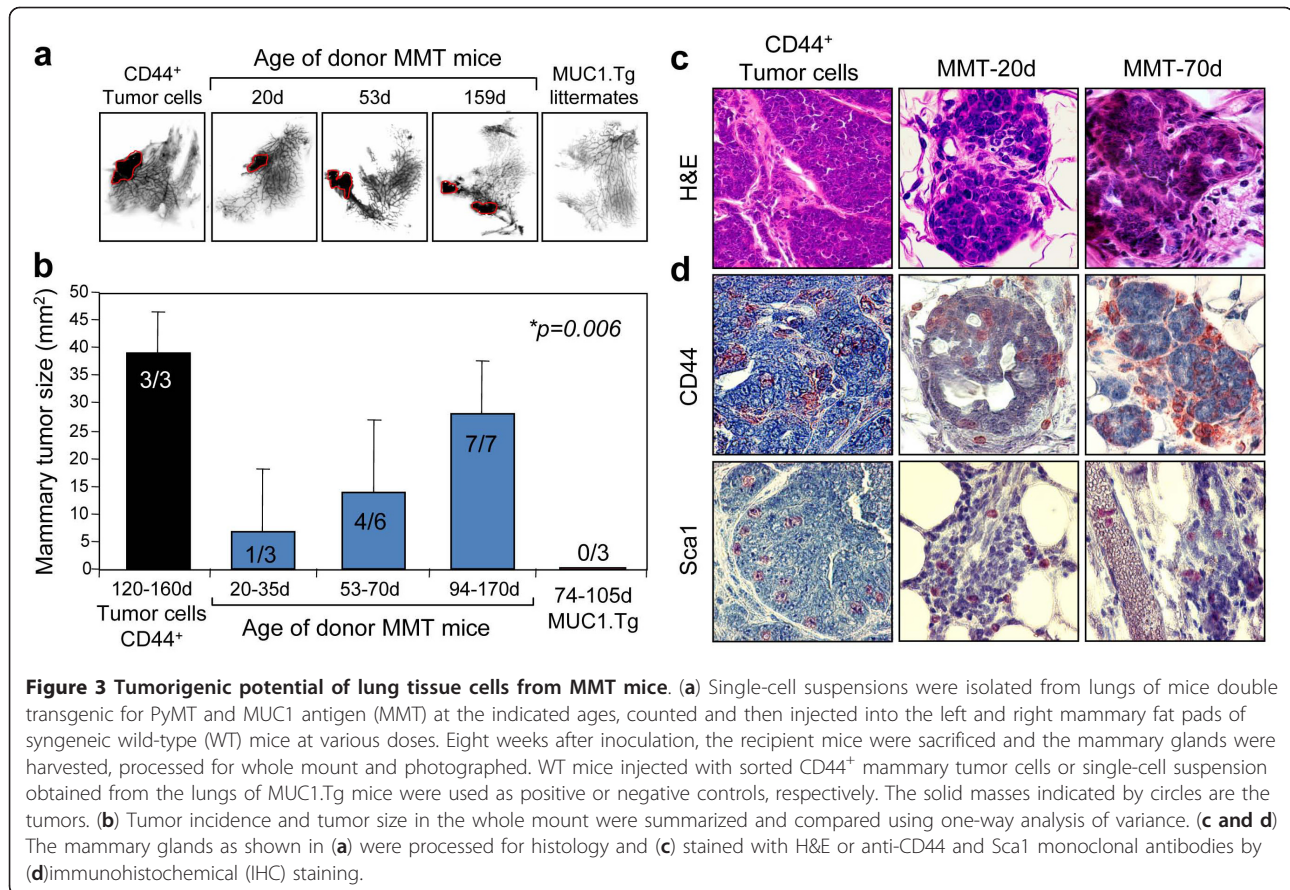 a
CD44+
Tumor cells
Age of donor MMT mice
20d
53d
159d
MUC1.Tg
littermates
b
Mammary tumor size (mm2)
50
45
40
35
30
25
20
15
10
5
0
*p=0.006
3/3
1/3
4/6
7/7
0/3
120-160d
Tumor cells
CD44+
20-35d
53-70d
94-170d
Age of donor MMT mice
74-105d
MUC1.Tg
c
CD44+
Tumor cells
MMT-20d
MMT-70d
H&E
d
CD44
Sca1
Figure 3 Tumorigenic potential of lung tissue cells from MMT mice. (a) Single-cell suspensions were isolated from lungs of mice double
transgenic for PyMT and MUC1 antigen (MMT) at the indicated ages, counted and then injected into the left and right mammary fat pads of
syngeneic wild-type (WT) mice at various doses. Eight weeks after inoculation, the recipient mice were sacrificed and the mammary glands were
harvested, processed for whole mount and photographed. WT mice injected with sorted CD44+ mammary tumor cells or single-cell suspension
obtained from the lungs of MUC1.Tg mice were used as positive or negative controls, respectively. The solid masses indicated by circles are the
tumors. (b) Tumor incidence and tumor size in the whole mount were summarized and compared using one-way analysis of variance. (c and d)
The mammary glands as shown in (a) were processed for histology and (c) stained with H&E or anti-CD44 and Sca1 monoclonal antibodies by
(d)immunohistochemical (IHC) staining.